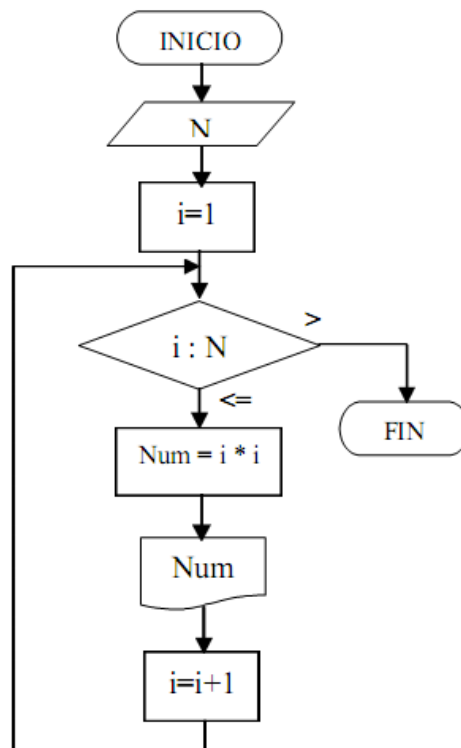 INICIO
N
i=1
i : N
>
<=
FIN
Num = i * i
Num
i=i+1